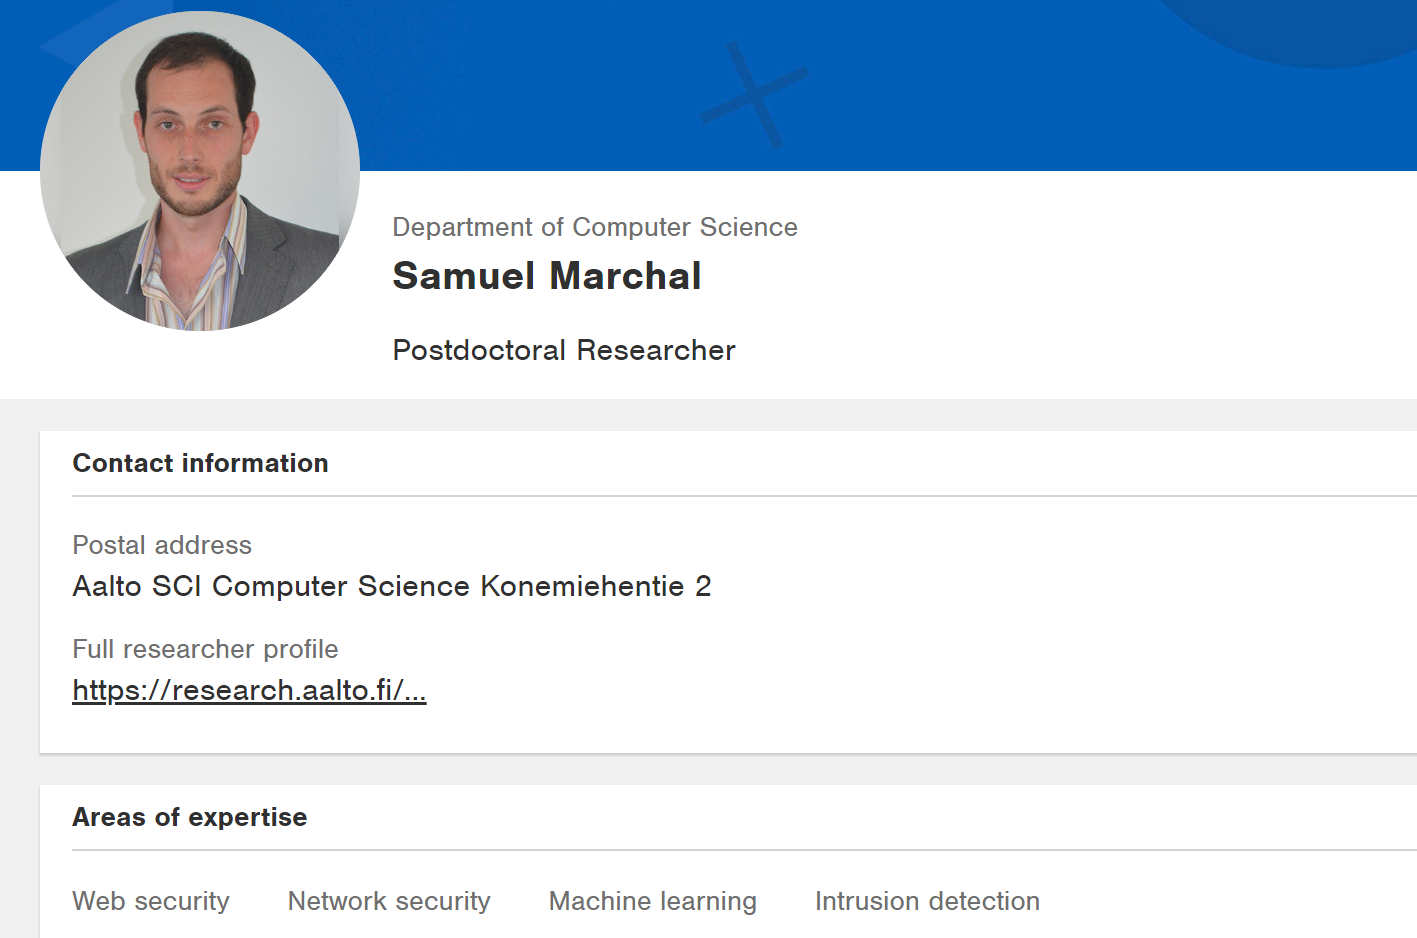 Department of Computer Science
Samuel Marchal
Postdoctoral Researcher
Contact information
Postal address
Aalto SCI Computer Science Konemiehentie 2
Full researcher profile
https://research.aalto.fi/...
Areas of expertise
Web security Network security Machine learning Intrusion detection